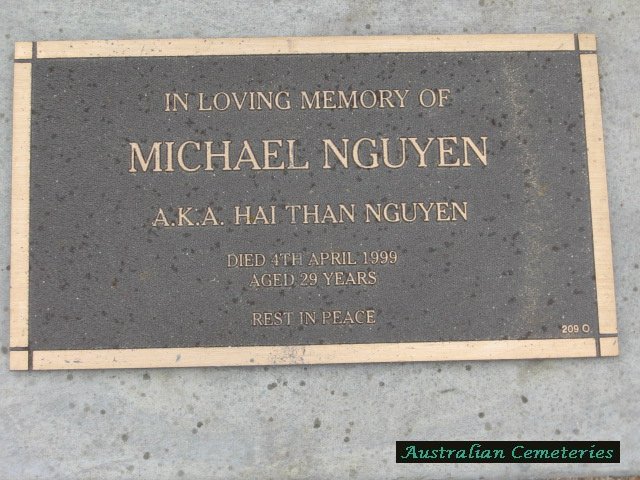 IN LOVING MEMORY OF
MICHAEL NGUYEN
A.K.A. HAI THAN NGUYEN
DIED 4TH APRIL 1999
AGED 29 YEARS
REST IN PEACE
209 O.
Australian Cemeteries